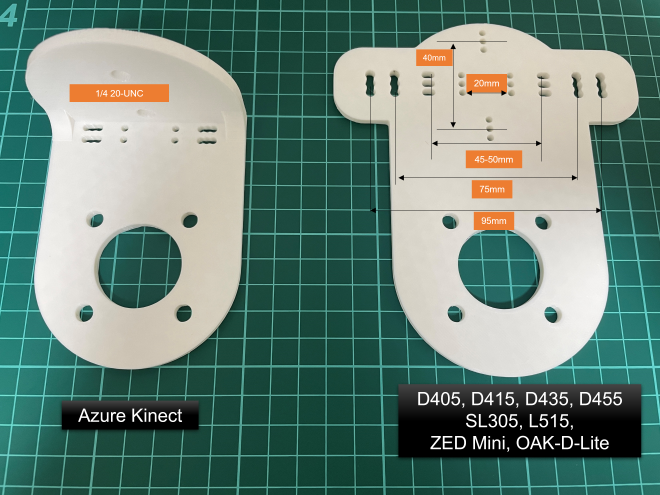 4
40mm
1/4 20-UNC
20mm
45-50mm
75mm
95mm
Azure Kinect
D405, D415, D435, D455
SL305, L515,
ZED Mini, OAK-D-Lite